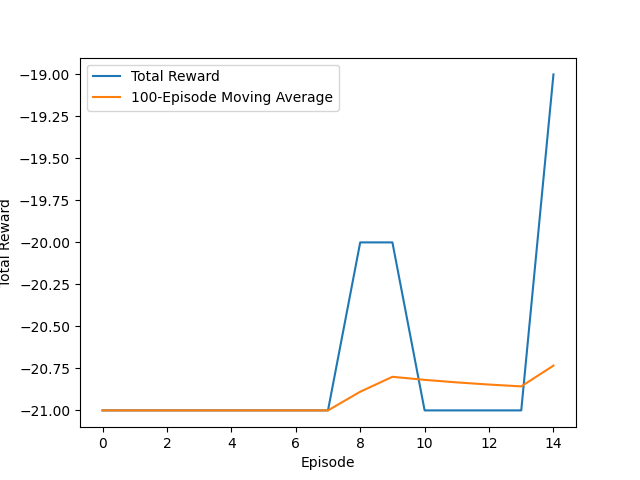 Total Reward
100-Episode Moving Average
−19.00
−19.25
−19.50
−19.75
−20.00
−20.25
−20.50
−20.75
−21.00
Total Reward
0 2 4 6 8 10 12 14
Episode